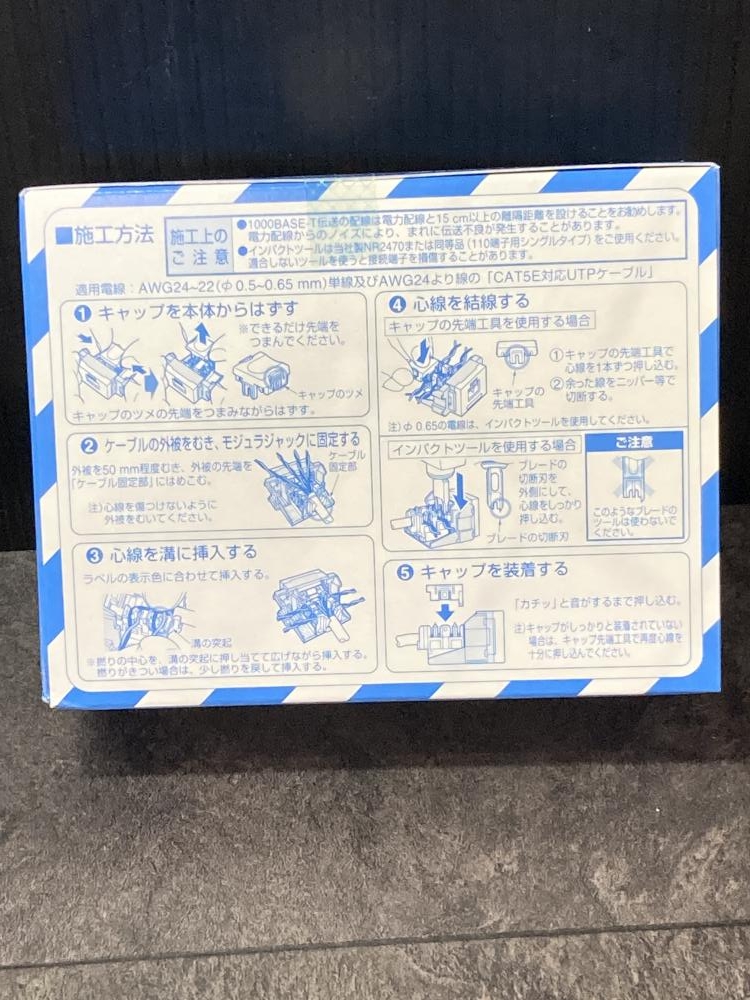 ■施工方法
施工上の
ご注意
●1000BASE-T伝送の配線は電力配線と15 cm以上の離隔距離を設けることをお勧めします。
電力配線からのノイズにより、まれに伝送不良が発生することがあります。
●インパクトツールは当社製NR2470または同等品(110端子用シングルタイプ)をご使用ください。
適合しないツールを使うと接続端子を損傷することがあります。
適用電線：AWG24~22(φ0.5~0.65 mm)単線及びAWG24より線の「CAT5E対応UTPケーブル」
❶ キャップを本体からはずす
※できるだけ先端を
つまんでください。
キャップのツメ
キャップのツメの先端をつまみながらはずす。
❷ ケーブルの外被をむき、モジュラジャックに固定する
外被を50 mm程度むき、外被の先端を
「ケーブル固定部」にはめこむ。
ケーブル
固定部
注)心線を傷つけないように
外被をむいてください。
❸ 心線を溝に挿入する
ラベルの表示色に合わせて挿入する。
溝の突起
※撚りの中心を、溝の突起に押し当てて広げながら挿入する。
撚りがきつい場合は、少し撚りを戻して挿入する。
❹ 心線を結線する
キャップの先端工具を使用する場合
①キャップの先端工具で
心線を1本ずつ押し込む。
②余った線をニッパー等で
切断する。
キャップの
先端工具
注)φ0.65の電線は、インパクトツールを使用してください。
インパクトツールを使用する場合
ブレードの
切断刃を
外側にして、
心線をしっかり
押し込む。
ブレードの切断刃
ご注意
このようなブレードの
ツールは使わないで
ください。
❺ キャップを装着する
「カチッ」と音がするまで押し込む。
注)キャップがしっかりと装着されていない
場合は、キャップ先端工具で再度心線を
十分に押し込んでください。